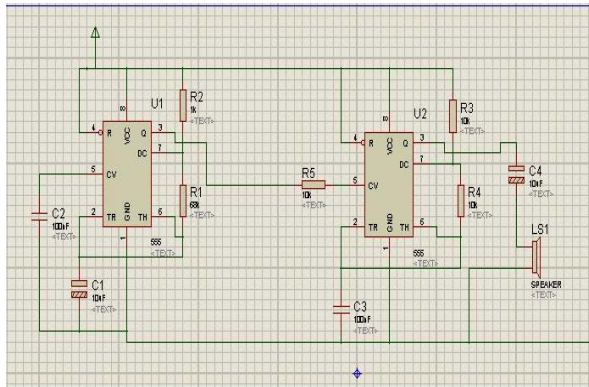 U1
R2
1k
<TEXT>
8
4
R
VCC
Q
3
DC
7
5
CV
2
TR
GND
TH
6
1
555
<TEXT>
R1
68k
<TEXT>
C2
100nF
<TEXT>
C1
<TEXT>
R5
10k
<TEXT>
U2
R3
10k
<TEXT>
8
4
R
VCC
Q
3
DC
7
5
CV
2
TR
GND
TH
6
1
555
<TEXT>
R4
10k
<TEXT>
C3
100nF
<TEXT>
C4
<TEXT>
LS1
SPEAKER
<TEXT>